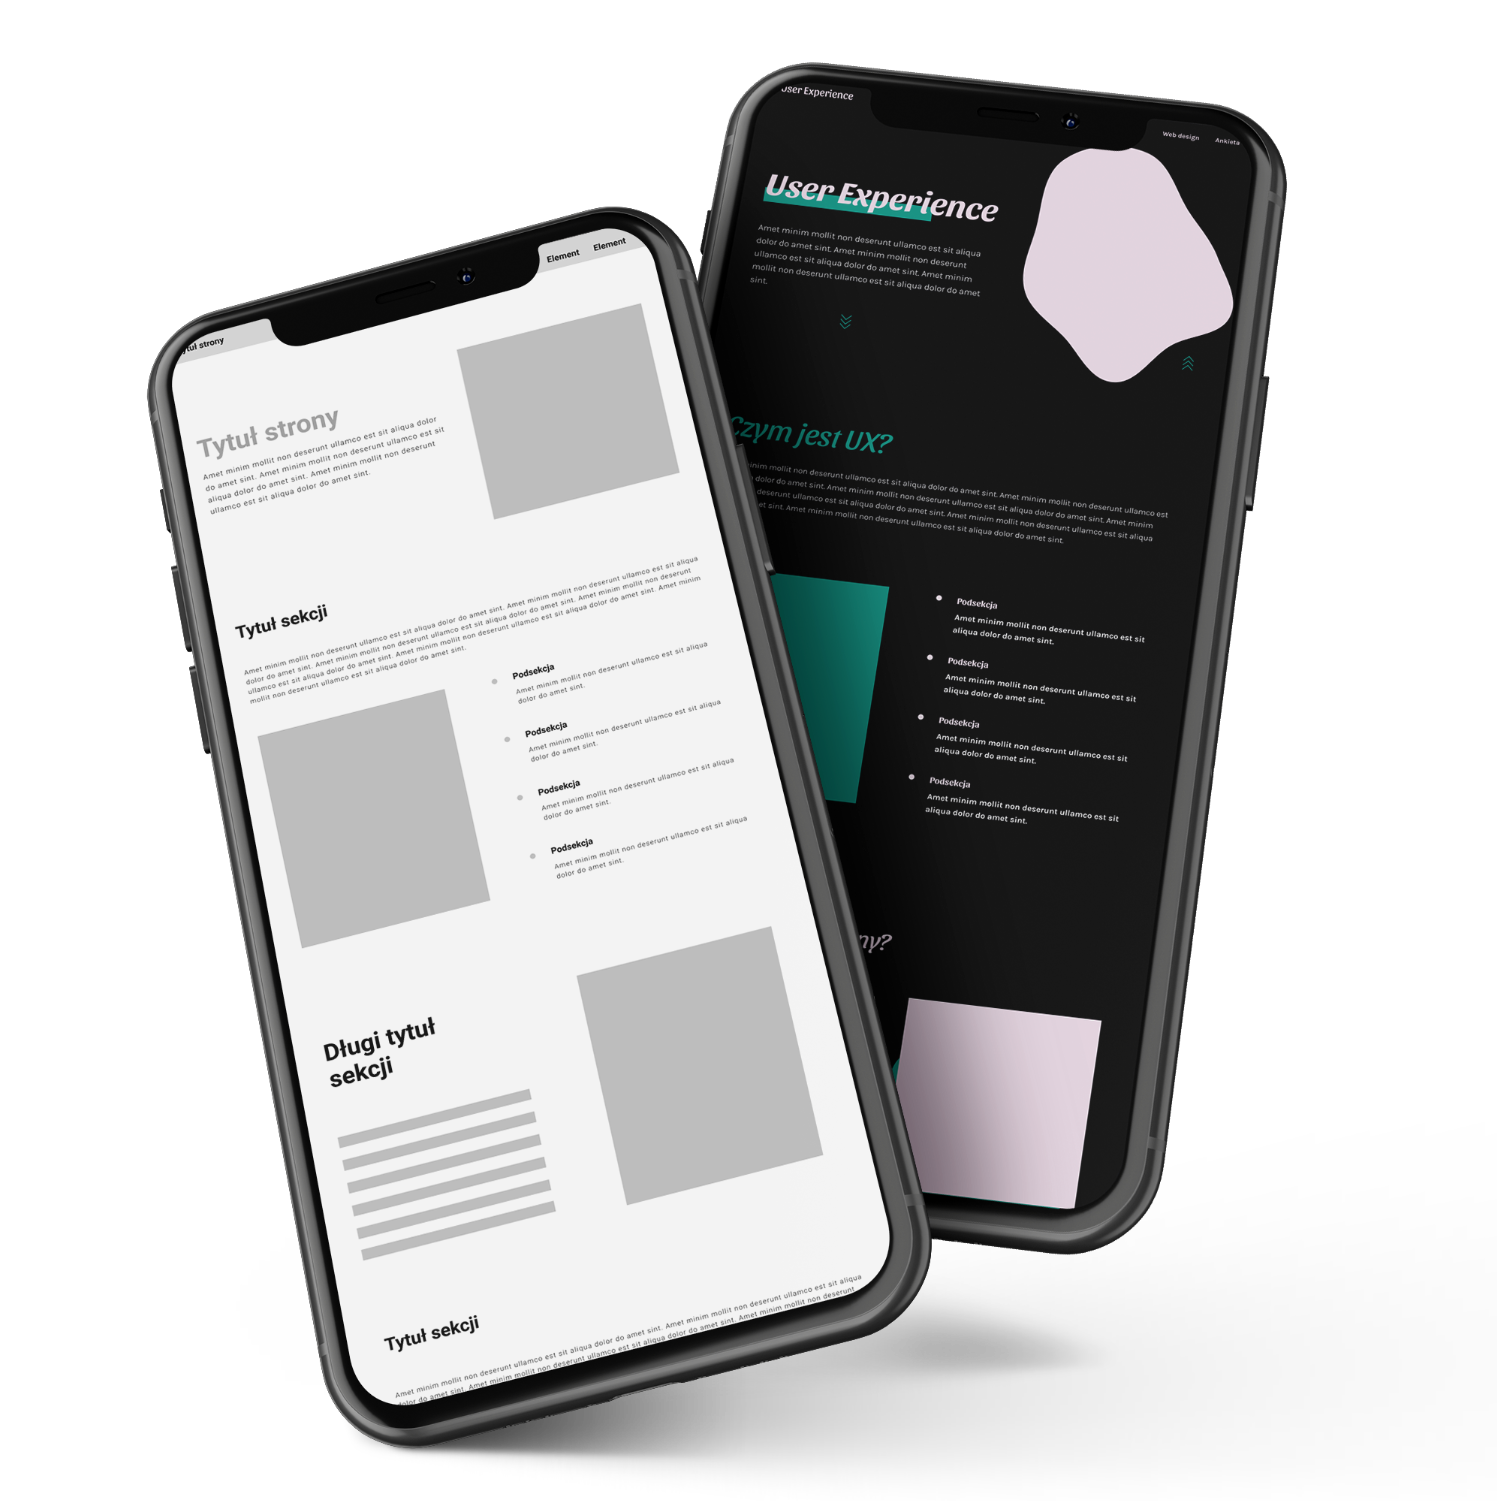 tytuł strony
Element
Element
Tytuł strony
Amet minim mollit non deserunt ullamco est sit aliqua dolor
do amet sint. Amet minim mollit non deserunt ullamco est sit
aliqua dolor do amet sint. Amet minim mollit non deserunt
ullamco est sit aliqua dolor do amet sint.
Tytuł sekcji
Amet minim mollit non deserunt ullamco est sit aliqua dolor do amet sint. Amet minim mollit non deserunt ullamco est sit aliqua
dolor do amet sint. Amet minim mollit non deserunt ullamco est sit aliqua dolor do amet sint. Amet minim mollit non deserunt
ullamco est sit aliqua dolor do amet sint. Amet minim mollit non deserunt ullamco est sit aliqua dolor do amet sint. Amet minim
mollit non deserunt ullamco est sit aliqua dolor do amet sint.
Podsekcja
Amet minim mollit non deserunt ullamco est sit aliqua
dolor do amet sint.
Podsekcja
Amet minim mollit non deserunt ullamco est sit aliqua
dolor do amet sint.
Podsekcja
Amet minim mollit non deserunt ullamco est sit aliqua
dolor do amet sint.
Podsekcja
Amet minim mollit non deserunt ullamco est sit aliqua
dolor do amet sint.
Długi tytuł
sekcji
Tytuł sekcji
Amet minim mollit non deserunt ullamco est sit aliqua dolor do amet sint. Amet minim mollit non deserunt ullamco est sit aliqua
dolor do amet sint. Amet minim mollit non deserunt ullamco est sit aliqua dolor do amet sint. Amet minim mollit non deserunt
User Experience
Web design
Ankieta
User Experience
Amet minim mollit non deserunt ullamco est sit aliqua
dolor do amet sint. Amet minim mollit non deserunt
ullamco est sit aliqua dolor do amet sint. Amet minim
mollit non deserunt ullamco est sit aliqua dolor do amet
sint.
Czym jest UX?
minim mollit non deserunt ullamco est sit aliqua dolor do amet sint. Amet minim mollit non deserunt ullamco est
dolor do amet sint. Amet minim mollit non deserunt ullamco est sit aliqua dolor do amet sint. Amet minim
deserunt ullamco est sit aliqua dolor do amet sint. Amet minim mollit non deserunt ullamco est sit aliqua
et sint. Amet minim mollit non deserunt ullamco est sit aliqua dolor do amet sint.
Podsekcja
Amet minim mollit non deserunt ullamco est sit
aliqua dolor do amet sint.
Podsekcja
Amet minim mollit non deserunt ullamco est sit
aliqua dolor do amet sint.
Podsekcja
Amet minim mollit non deserunt ullamco est sit
aliqua dolor do amet sint.
Podsekcja
Amet minim mollit non deserunt ullamco est sit
aliqua dolor do amet sint.
ny?